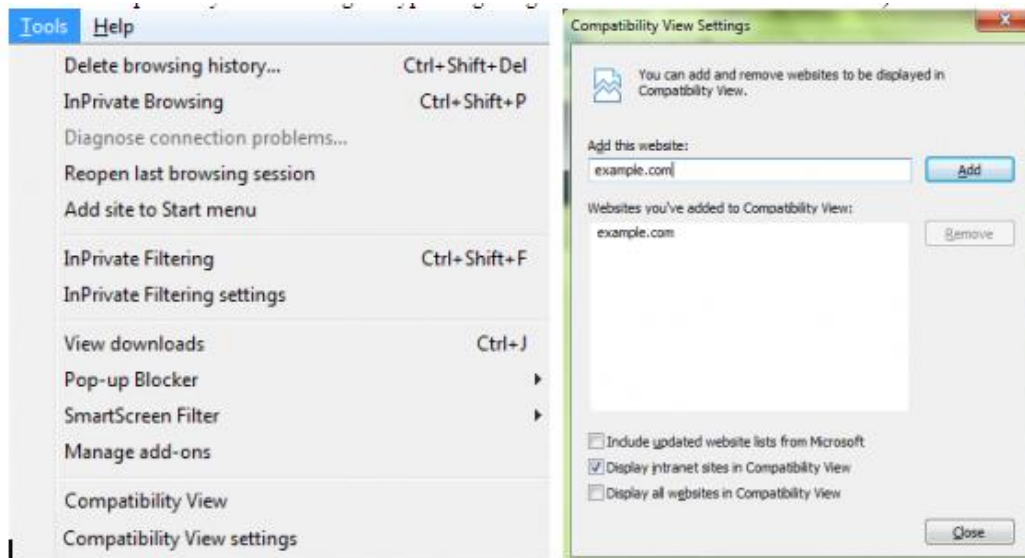 Tools Help
Delete browsing history... Ctrl+Shift+Del
InPrivate Browsing Ctrl+Shift+P
Diagnose connection problems...
Reopen last browsing session
Add site to Start menu
InPrivate Filtering Ctrl+Shift+F
InPrivate Filtering settings
View downloads Ctrl+J
Pop-up Blocker
SmartScreen Filter
Manage add-ons
Compatibility View
Compatibility View settings
Compatibility View Settings
You can add and remove websites to be displayed in
Compatibility View.
Add this website:
example.com
Add
Websites you've added to Compatibility View:
example.com
Remove
Include updated website lists from Microsoft
Display intranet sites in Compatibility View
Display all websites in Compatibility View
Close